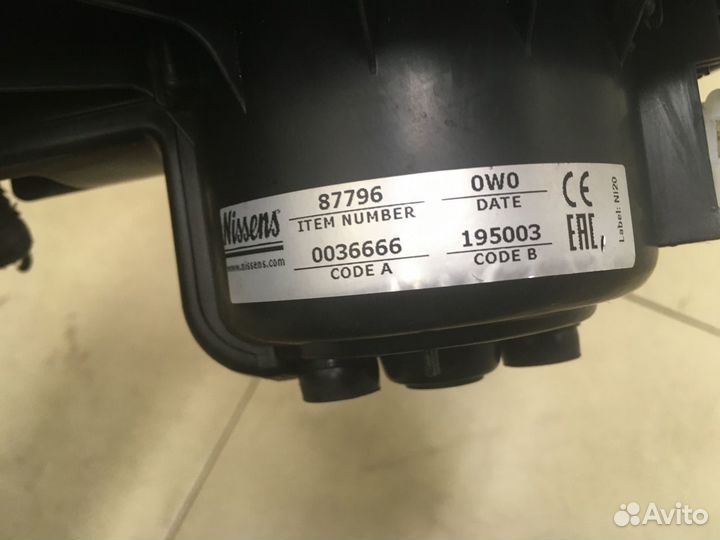 Nissens
www.nissens.com
87796
ITEM NUMBER
0W0
DATE
0036666
CODE A
195003
CODE B
CE
EAC
Label: NI20
Avito